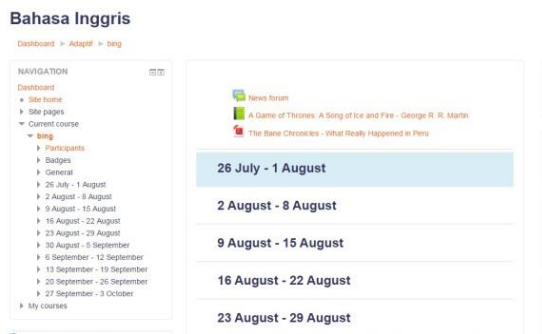 Bahasa Inggris
Dashboard ▶ Adaptif ▶ bing
NAVIGATION
Dashboard
Site home
Site pages
Current course
bing
Participants
Badges
General
26 July - 1 August
2 August - 8 August
9 August - 15 August
16 August - 22 August
23 August - 29 August
30 August - 5 September
6 September - 12 September
13 September - 19 September
20 September - 26 September
27 September - 3 October
My courses
News forum
A Game of Thrones: A Song of Ice and Fire - George R. R. Martin
The Bane Chronicles - What Really Happened in Peru
26 July - 1 August
2 August - 8 August
9 August - 15 August
16 August - 22 August
23 August - 29 August